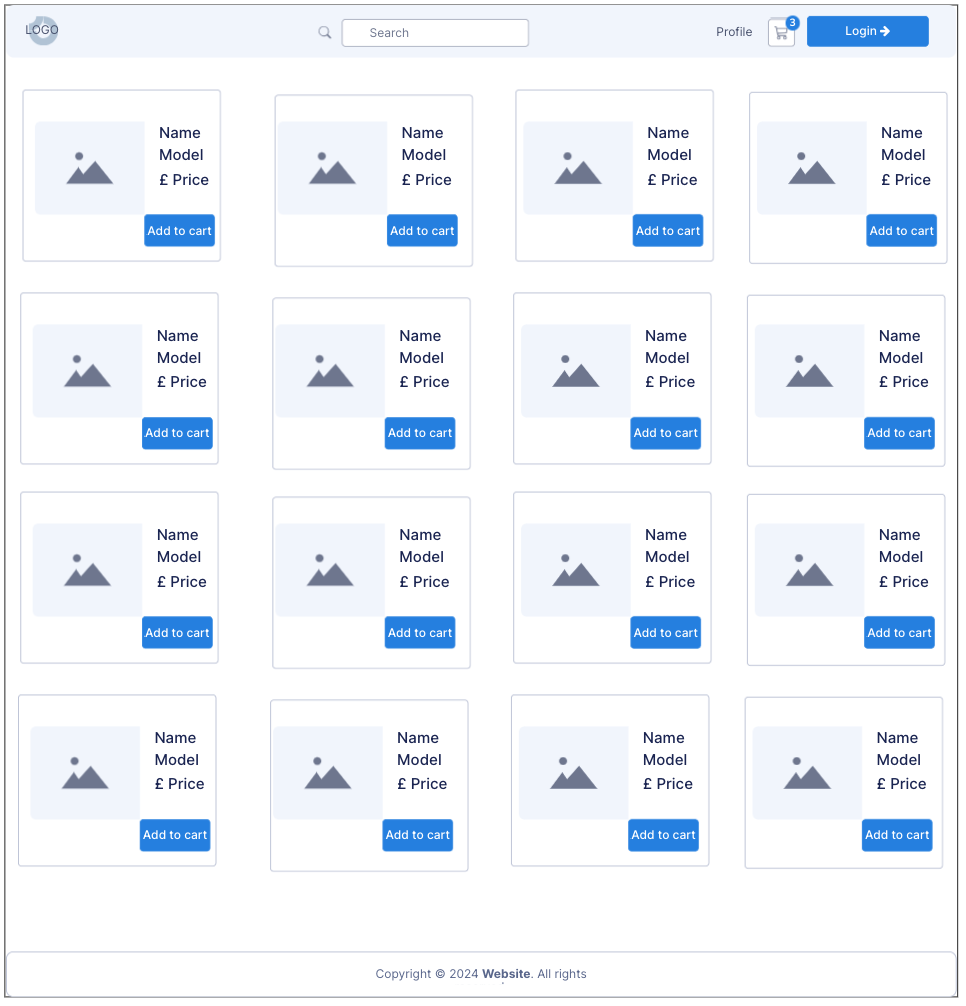 LOGO
Search
Profile
3
Login
Name
Model
£ Price
Add to cart
Name
Model
£ Price
Add to cart
Name
Model
£ Price
Add to cart
Name
Model
£ Price
Add to cart
Name
Model
£ Price
Add to cart
Name
Model
£ Price
Add to cart
Name
Model
£ Price
Add to cart
Name
Model
£ Price
Add to cart
Name
Model
£ Price
Add to cart
Name
Model
£ Price
Add to cart
Name
Model
£ Price
Add to cart
Name
Model
£ Price
Add to cart
Name
Model
£ Price
Add to cart
Name
Model
£ Price
Add to cart
Name
Model
£ Price
Add to cart
Name
Model
£ Price
Add to cart
Copyright © 2024 Website. All rights